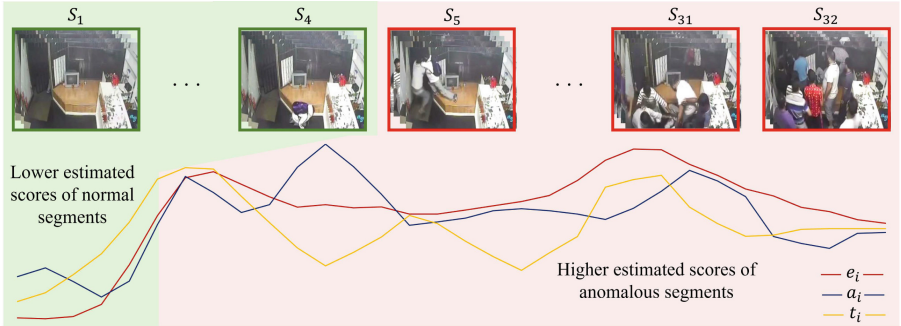 S₁ S₄ S₅ S₃₁ S₃₂
... ...
Lower estimated
scores of normal
segments
Higher estimated scores of
anomalous segments
eᵢ
aᵢ
tᵢ